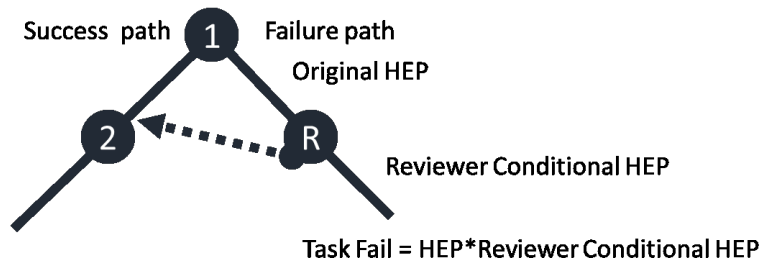 Success path
1
Failure path
Original HEP
2
R
Reviewer Conditional HEP
Task Fail = HEP*Reviewer Conditional HEP